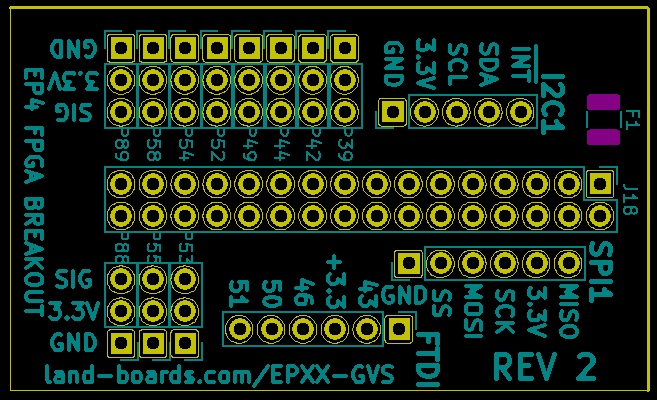 GND
3.3V
SIG
P89 P58 P54 P52 P49 P44 P42 P39
GND 3.3V SCL SDA INT
I2C1
F1
EP4 FPGA BREAKOUT
J18
P88 P55 P53
SIG
3.3V
GND
51 50 46 +3.3 43 GND
FTDI
SS MOSI SCK 3.3V MISO
SPI1
REV 2
land-boards.com/EPXX-GVS